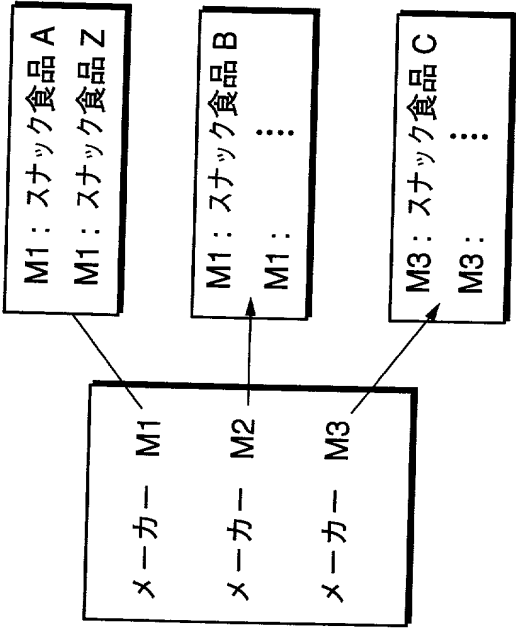 メーカー M1
メーカー M2
メーカー M3
M1：スナック食品 A
M1：スナック食品 Z
M1：スナック食品 B
M1： ⋮
M3：スナック食品 C
M3： ⋮